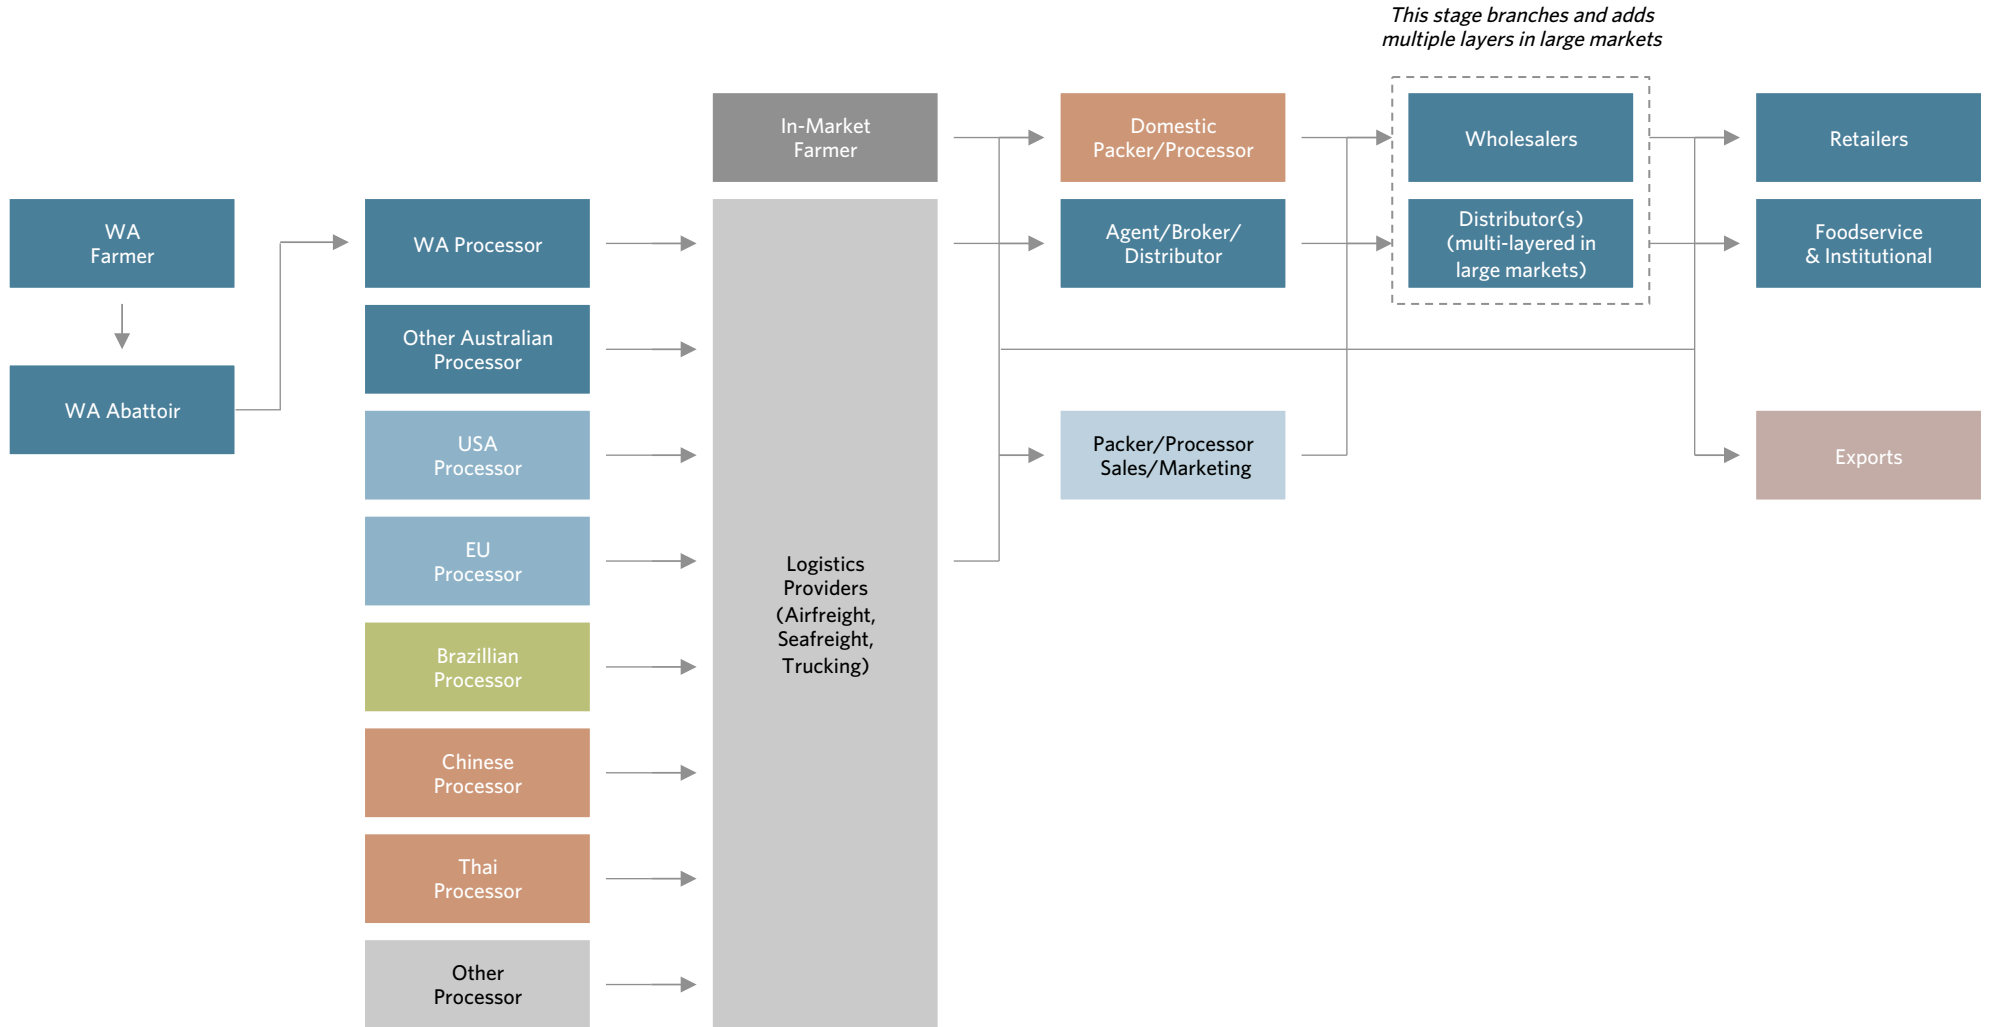 This stage branches and adds
multiple layers in large markets
In-Market
Farmer
Domestic
Packer/Processor
Wholesalers
Retailers
WA
Farmer
WA Processor
Agent/Broker/
Distributor
Distributor(s)
(multi-layered in
large markets)
Foodservice
& Institutional
Other Australian
Processor
WA Abattoir
USA
Processor
Packer/Processor
Sales/Marketing
Exports
EU
Processor
Logistics
Providers
(Airfreight,
Seafreight,
Trucking)
Brazillian
Processor
Chinese
Processor
Thai
Processor
Other
Processor